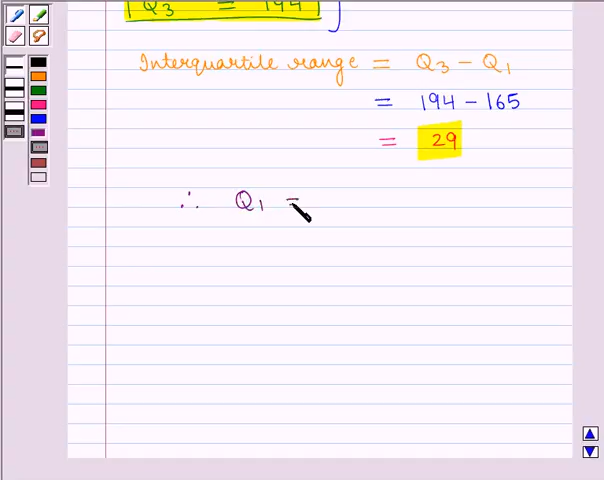 Q3 = 194
Interquartile range = Q3 - Q1
= 194 - 165
= 29
∴ Q1 =